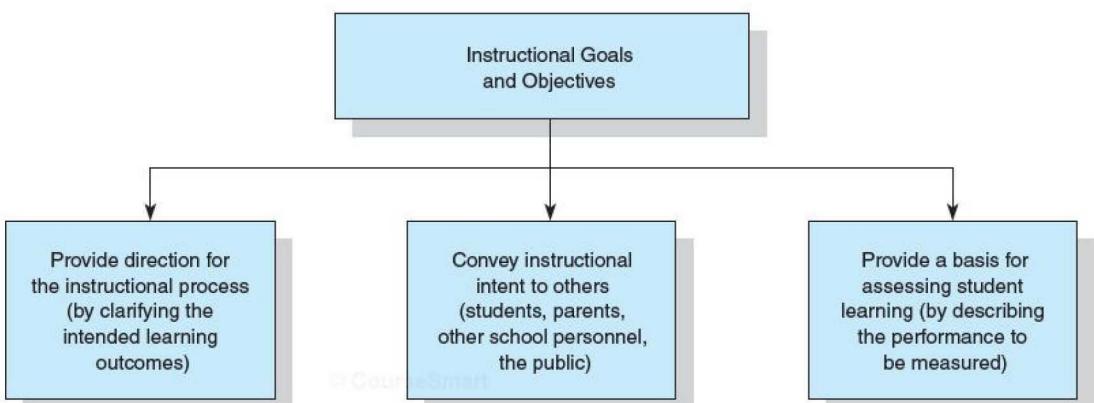 Instructional Goals
and Objectives
Provide direction for
the instructional process
(by clarifying the
intended learning
outcomes)
Convey instructional
intent to others
(students, parents,
other school personnel,
the public)
Provide a basis for
assessing student
learning (by describing
the performance to
be measured)
© CourseSmart